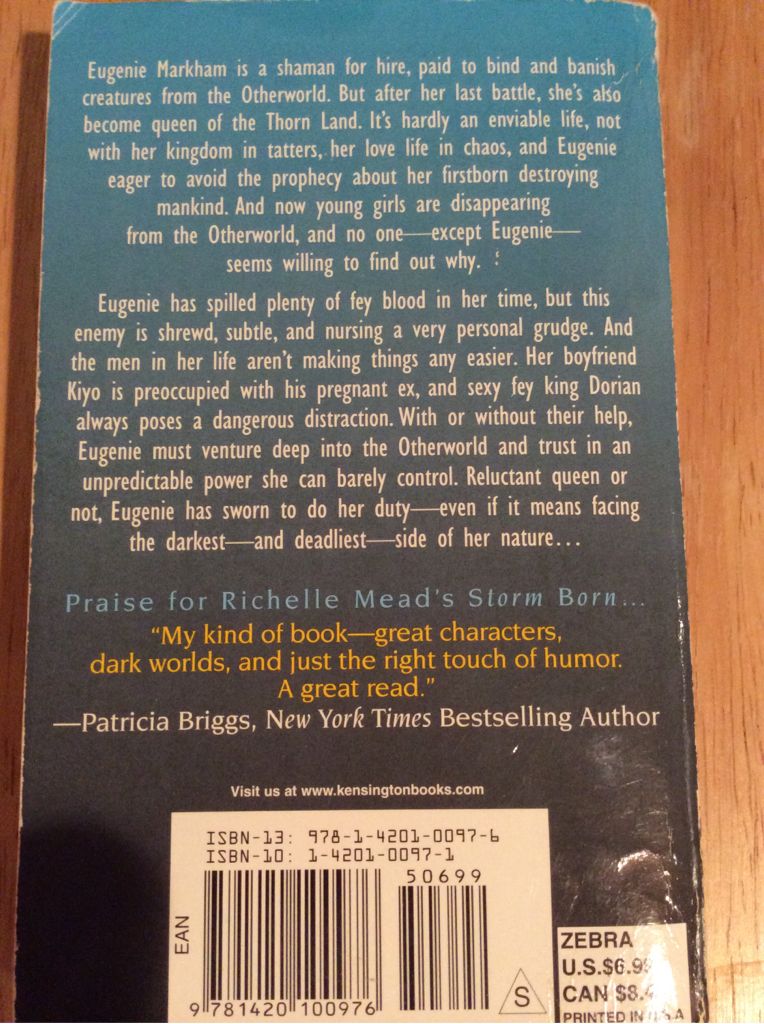 Eugenie Markham is a shaman for hire, paid to bind and banish
creatures from the Otherworld. But after her last battle, she's also
become queen of the Thorn Land. It's hardly an enviable life, not
with her kingdom in tatters, her love life in chaos, and Eugenie
eager to avoid the prophecy about her firstborn destroying
mankind. And now young girls are disappearing
from the Otherworld, and no one—except Eugenie—
seems willing to find out why.
Eugenie has spilled plenty of fey blood in her time, but this
enemy is shrewd, subtle, and nursing a very personal grudge. And
the men in her life aren't making things any easier. Her boyfriend
Kiyo is preoccupied with his pregnant ex, and sexy fey king Dorian
always poses a dangerous distraction. With or without their help,
Eugenie must venture deep into the Otherworld and trust in an
unpredictable power she can barely control. Reluctant queen or
not, Eugenie has sworn to do her duty—even if it means facing
the darkest—and deadliest—side of her nature...
Praise for Richelle Mead's Storm Born...
"My kind of book—great characters,
dark worlds, and just the right touch of humor.
A great read."
—Patricia Briggs, New York Times Bestselling Author
Visit us at www.kensingtonbooks.com
ISBN-13: 978-1-4201-0097-6
ISBN-10: 1-4201-0097-1
50699
EAN
9 781420 100976
S
ZEBRA
U.S.$6.99
CAN $8.4
PRINTED IN U.S.A